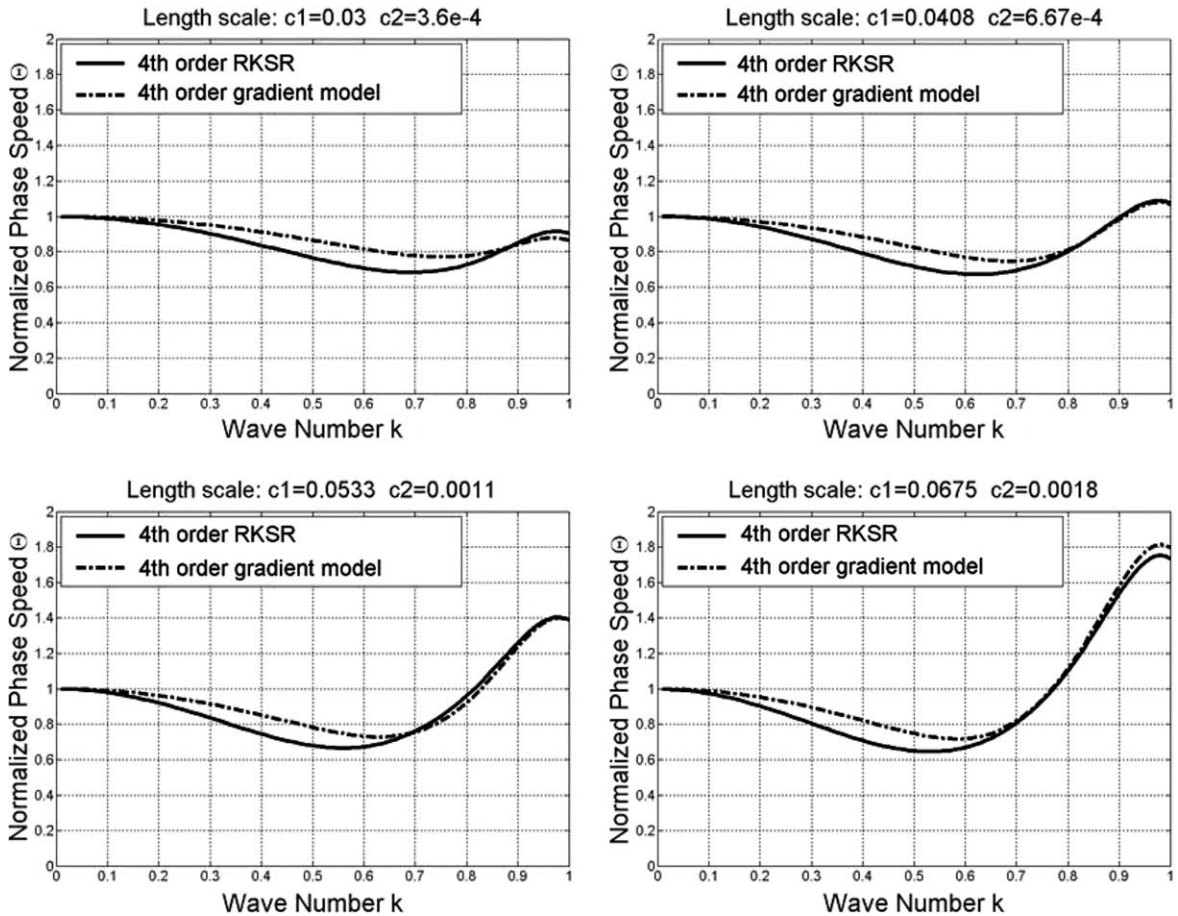 Length scale: c1=0.03 c2=3.6e-4
2
1.8
1.6
1.4
1.2
1
0.8
0.6
0.4
0.2
0
Normalized Phase Speed Θ
4th order RKSR
4th order gradient model
0 0.1 0.2 0.3 0.4 0.5 0.6 0.7 0.8 0.9 1
Wave Number k
Length scale: c1=0.0408 c2=6.67e-4
2
1.8
1.6
1.4
1.2
1
0.8
0.6
0.4
0.2
0
Normalized Phase Speed Θ
4th order RKSR
4th order gradient model
0 0.1 0.2 0.3 0.4 0.5 0.6 0.7 0.8 0.9 1
Wave Number k
Length scale: c1=0.0533 c2=0.0011
2
1.8
1.6
1.4
1.2
1
0.8
0.6
0.4
0.2
0
Normalized Phase Speed Θ
4th order RKSR
4th order gradient model
0 0.1 0.2 0.3 0.4 0.5 0.6 0.7 0.8 0.9 1
Wave Number k
Length scale: c1=0.0675 c2=0.0018
2
1.8
1.6
1.4
1.2
1
0.8
0.6
0.4
0.2
0
Normalized Phase Speed Θ
4th order RKSR
4th order gradient model
0 0.1 0.2 0.3 0.4 0.5 0.6 0.7 0.8 0.9 1
Wave Number k